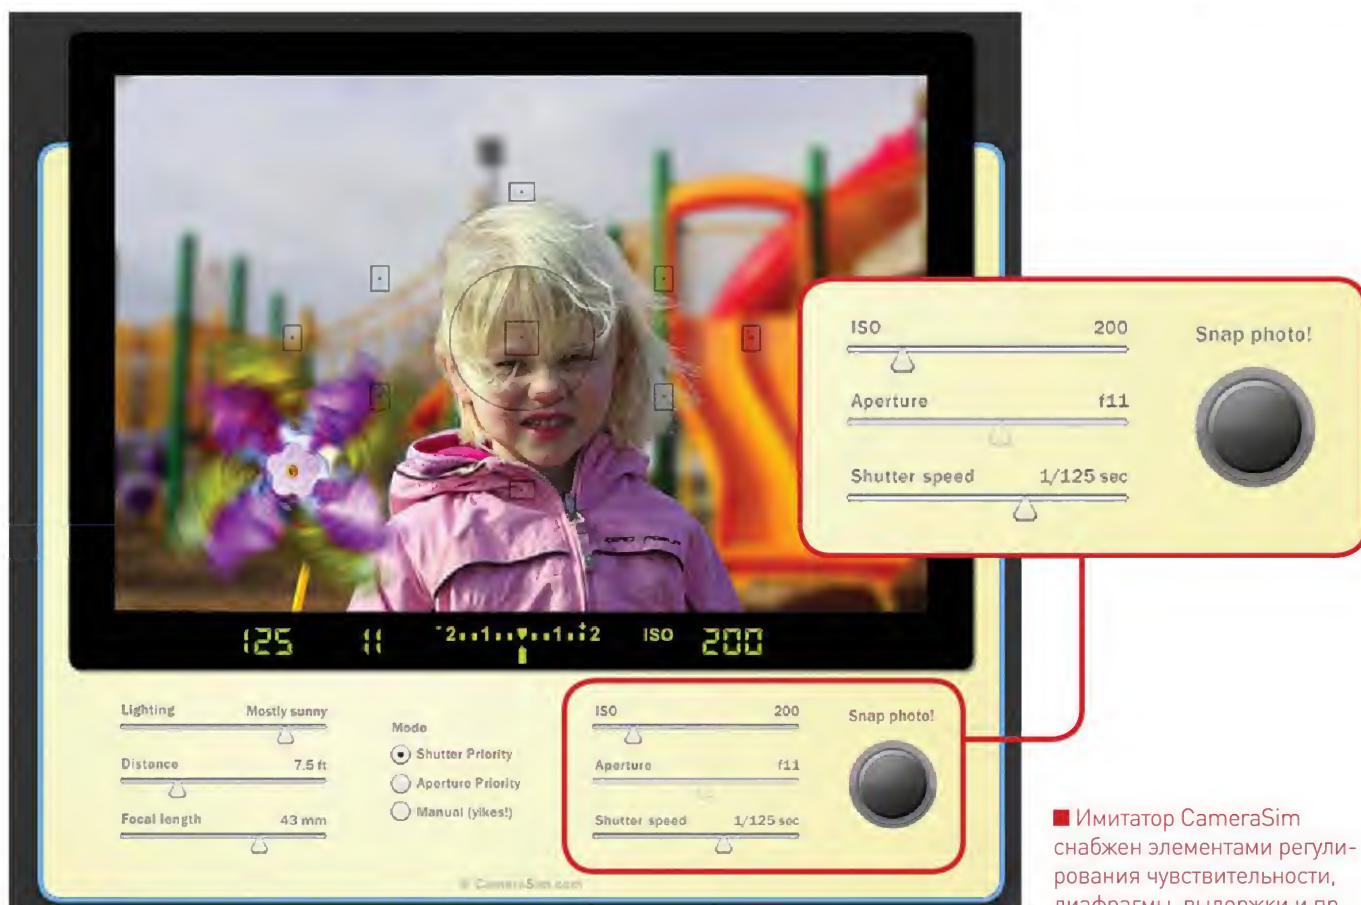 ISO 200
Snap photo!
Aperture f11
Shutter speed 1/125 sec
125 11 -2..1..▼..1..+2 ISO 200
Lighting Mostly sunny
Distance 7.5 ft
Focal length 43 mm
Mode
Shutter Priority
Aperture Priority
Manual (yikes!)
ISO 200
Aperture f11
Shutter speed 1/125 sec
Snap photo!
© CameraSim.com
■ Имитатор CameraSim
снабжен элементами регули-
рования чувствительности,
диафрагмы, выдержки и пр